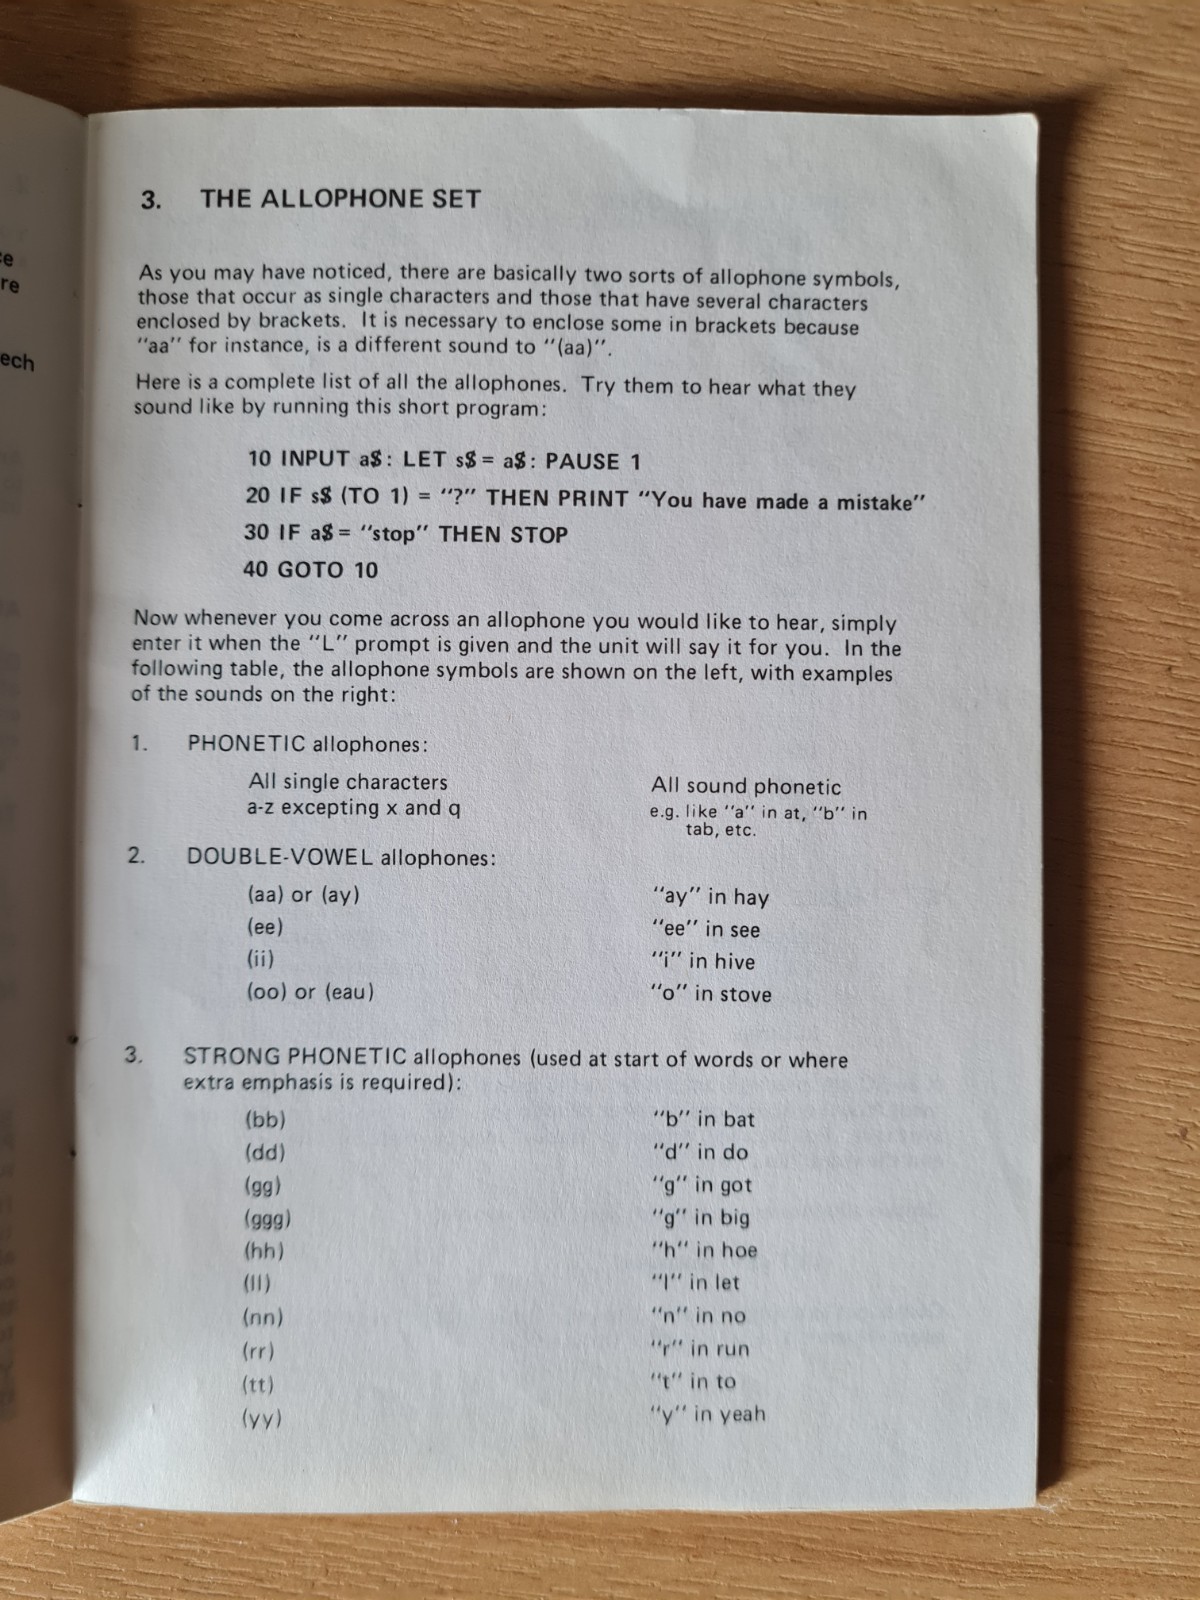 3. THE ALLOPHONE SET
As you may have noticed, there are basically two sorts of allophone symbols,
those that occur as single characters and those that have several characters
enclosed by brackets. It is necessary to enclose some in brackets because
"aa" for instance, is a different sound to "(aa)".
Here is a complete list of all the allophones. Try them to hear what they
sound like by running this short program:
10 INPUT a$: LET s$ = a$: PAUSE 1
20 IF s$ (TO 1) = "?" THEN PRINT "You have made a mistake"
30 IF a$ = "stop" THEN STOP
40 GOTO 10
Now whenever you come across an allophone you would like to hear, simply
enter it when the "L" prompt is given and the unit will say it for you. In the
following table, the allophone symbols are shown on the left, with examples
of the sounds on the right:
1. PHONETIC allophones:
All single characters All sound phonetic
a-z excepting x and q e.g. like "a" in at, "b" in
tab, etc.
2. DOUBLE-VOWEL allophones:
(aa) or (ay) "ay" in hay
(ee) "ee" in see
(ii) "i" in hive
(oo) or (eau) "o" in stove
3. STRONG PHONETIC allophones (used at start of words or where
extra emphasis is required):
(bb) "b" in bat
(dd) "d" in do
(gg) "g" in got
(ggg) "g" in big
(hh) "h" in hoe
(ll) "l" in let
(nn) "n" in no
(rr) "r" in run
(tt) "t" in to
(yy) "y" in yeah